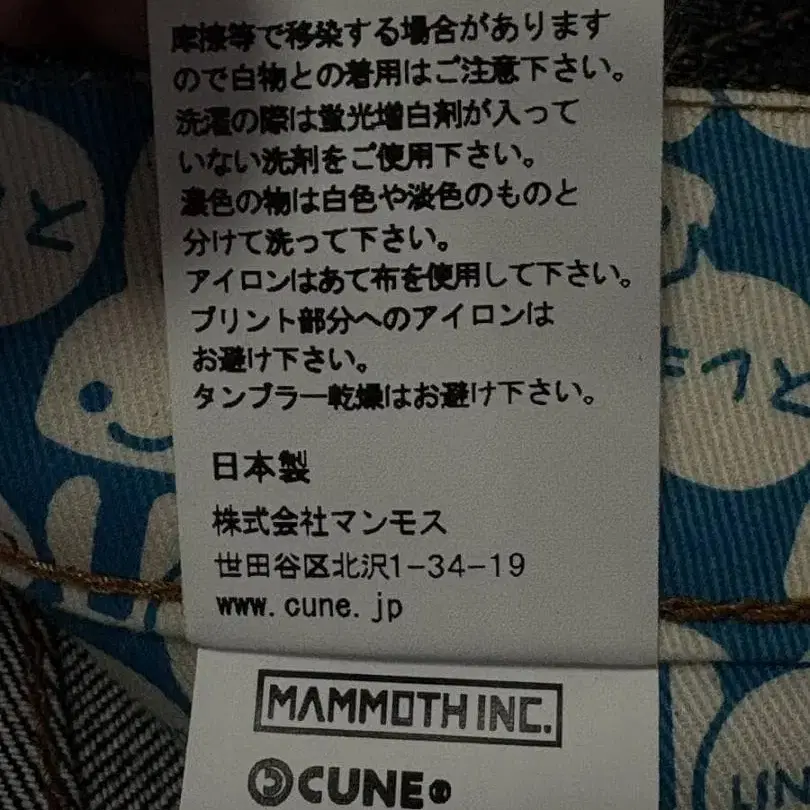 摩擦等で移染する場合があります
ので白物との着用はご注意下さい。
洗濯の際は蛍光増白剤が入って
いない洗剤をご使用下さい。
濃色の物は白色や淡色のものと
分けて洗って下さい。
アイロンはあて布を使用して下さい。
プリント部分へのアイロンは
お避け下さい。
タンブラー乾燥はお避け下さい。
日本製
株式会社マンモス
世田谷区北沢1-34-19
www.cune.jp
MAMMOTH INC.
CUNE®